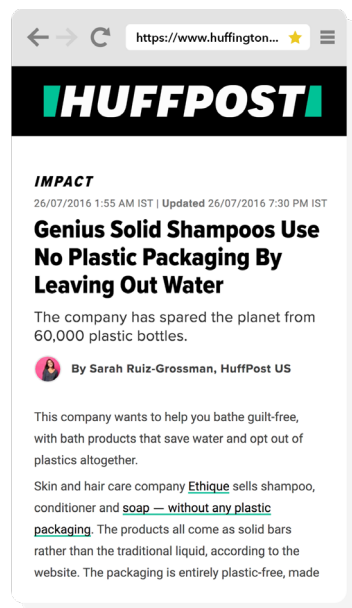 https://www.huffington...
HUFFPOST
IMPACT
26/07/2016 1:55 AM IST | Updated 26/07/2016 7:30 PM IST
Genius Solid Shampoos Use
No Plastic Packaging By
Leaving Out Water
The company has spared the planet from
60,000 plastic bottles.
By Sarah Ruiz-Grossman, HuffPost US
This company wants to help you bathe guilt-free,
with bath products that save water and opt out of
plastics altogether.
Skin and hair care company Ethique sells shampoo,
conditioner and soap — without any plastic
packaging. The products all come as solid bars
rather than the traditional liquid, according to the
website. The packaging is entirely plastic-free, made